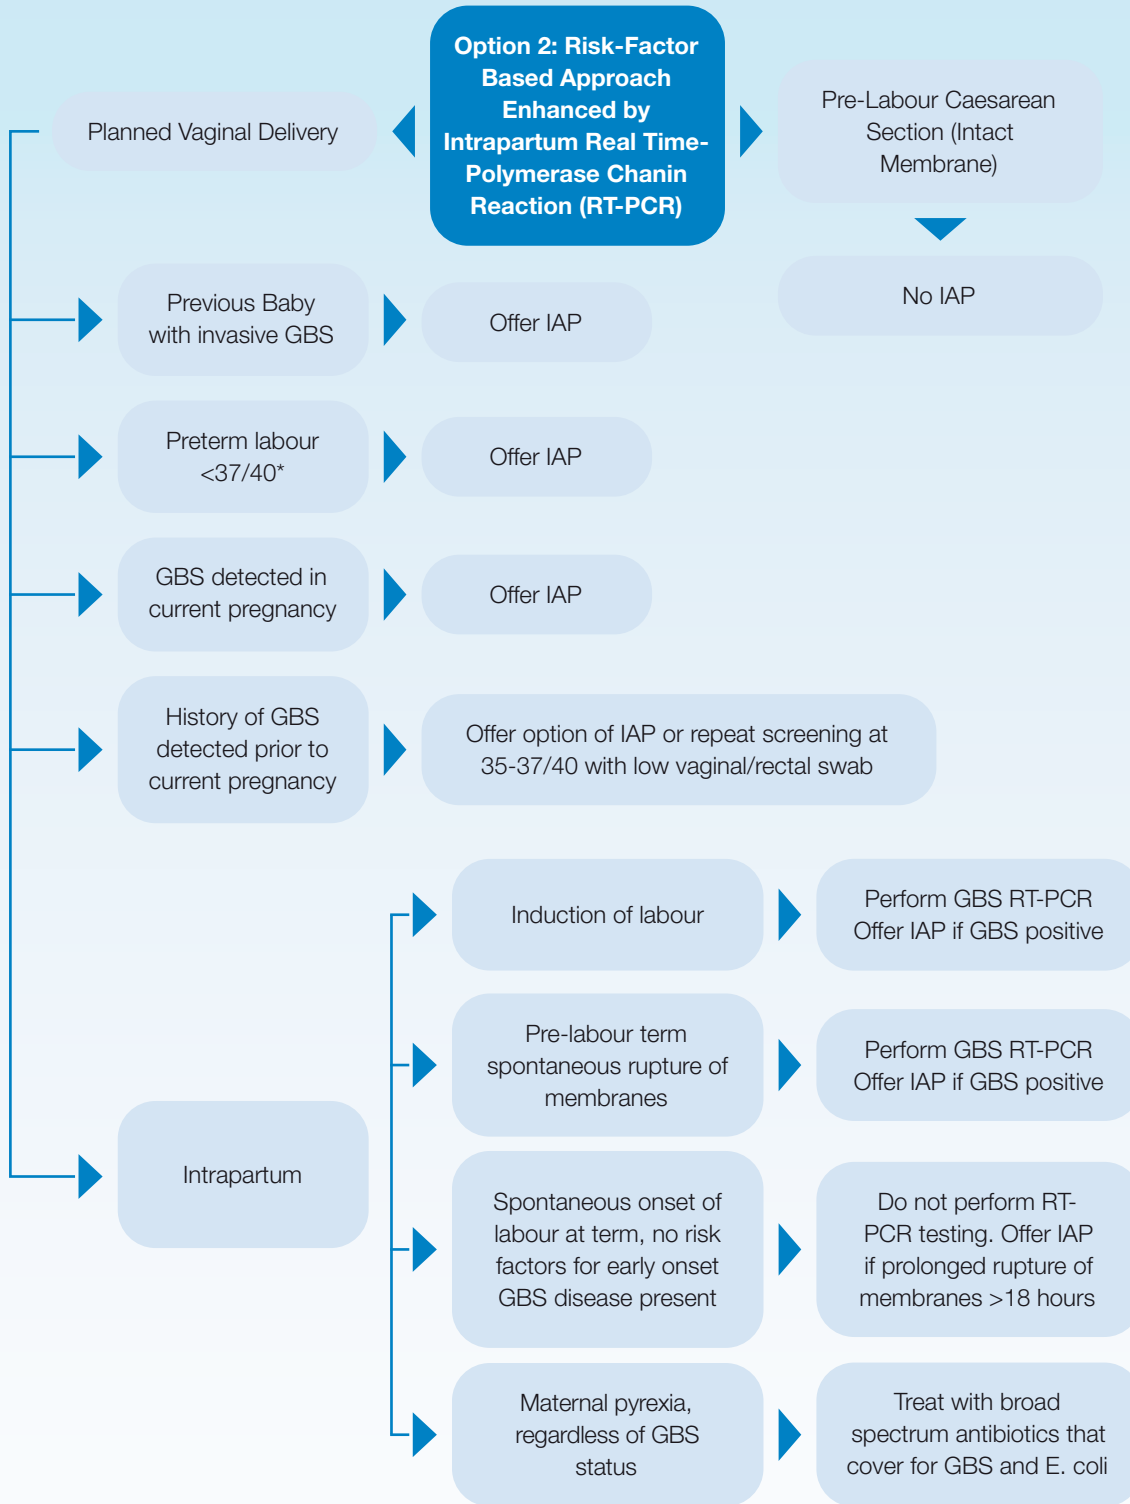 Option 2: Risk-Factor
Based Approach
Enhanced by
Intrapartum Real Time-
Polymerase Chanin
Reaction (RT-PCR)
Planned Vaginal Delivery
Pre-Labour Caesarean
Section (Intact
Membrane)
No IAP
Previous Baby
with invasive GBS
Offer IAP
Preterm labour
<37/40*
Offer IAP
GBS detected in
current pregnancy
Offer IAP
History of GBS
detected prior to
current pregnancy
Offer option of IAP or repeat screening at
35-37/40 with low vaginal/rectal swab
Intrapartum
Induction of labour
Perform GBS RT-PCR
Offer IAP if GBS positive
Pre-labour term
spontaneous rupture of
membranes
Perform GBS RT-PCR
Offer IAP if GBS positive
Spontaneous onset of
labour at term, no risk
factors for early onset
GBS disease present
Do not perform RT-
PCR testing. Offer IAP
if prolonged rupture of
membranes >18 hours
Maternal pyrexia,
regardless of GBS
status
Treat with broad
spectrum antibiotics that
cover for GBS and E. coli